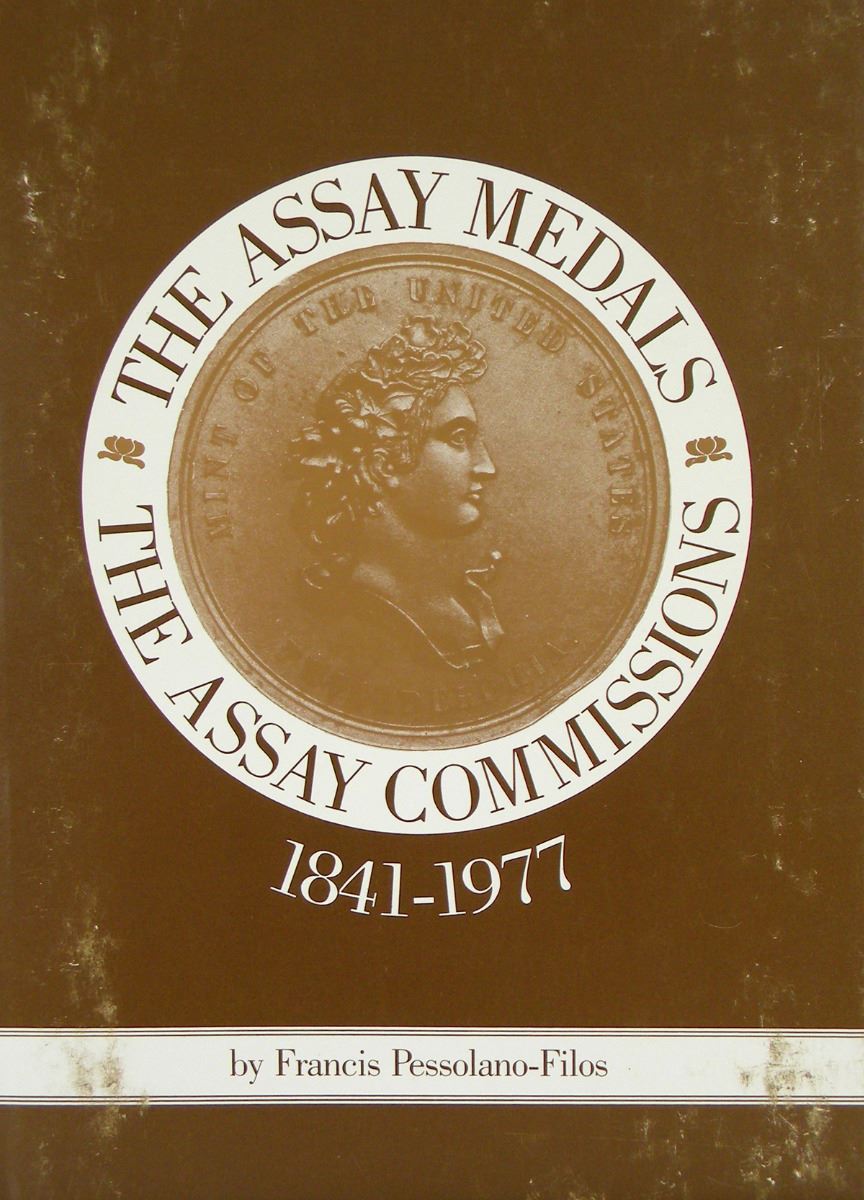 THE ASSAY MEDALS
MINT OF THE UNITED STATES
THE ASSAY COMMISSIONS
1841-1977
by Francis Pessolano-Filos